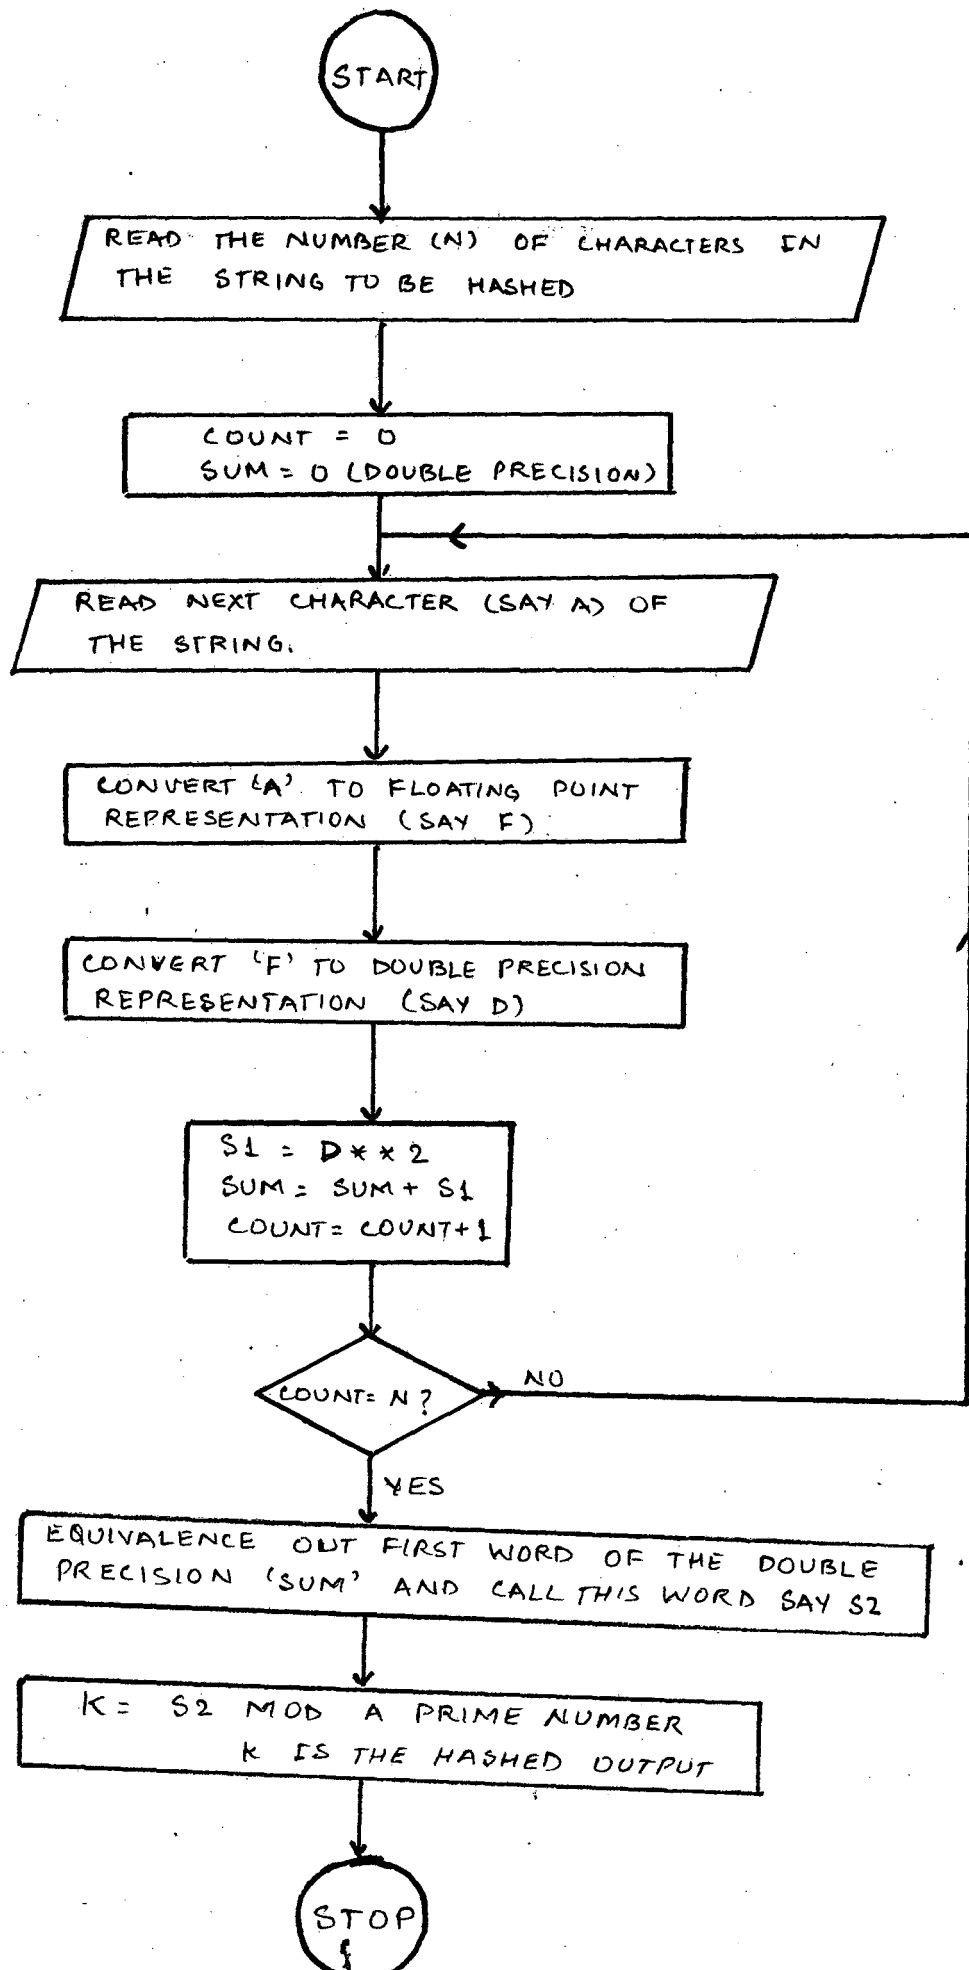 START
READ THE NUMBER (N) OF CHARACTERS IN
THE STRING TO BE HASHED
COUNT = 0
SUM = 0 (DOUBLE PRECISION)
READ NEXT CHARACTER (SAY A) OF
THE STRING.
CONVERT 'A' TO FLOATING POINT
REPRESENTATION (SAY F)
CONVERT 'F' TO DOUBLE PRECISION
REPRESENTATION (SAY D)
S1 = D**2
SUM = SUM + S1
COUNT = COUNT+1
COUNT= N ?
NO
YES
EQUIVALENCE OUT FIRST WORD OF THE DOUBLE
PRECISION 'SUM' AND CALL THIS WORD SAY S2
K = S2 MOD A PRIME NUMBER
K IS THE HASHED OUTPUT
STOP